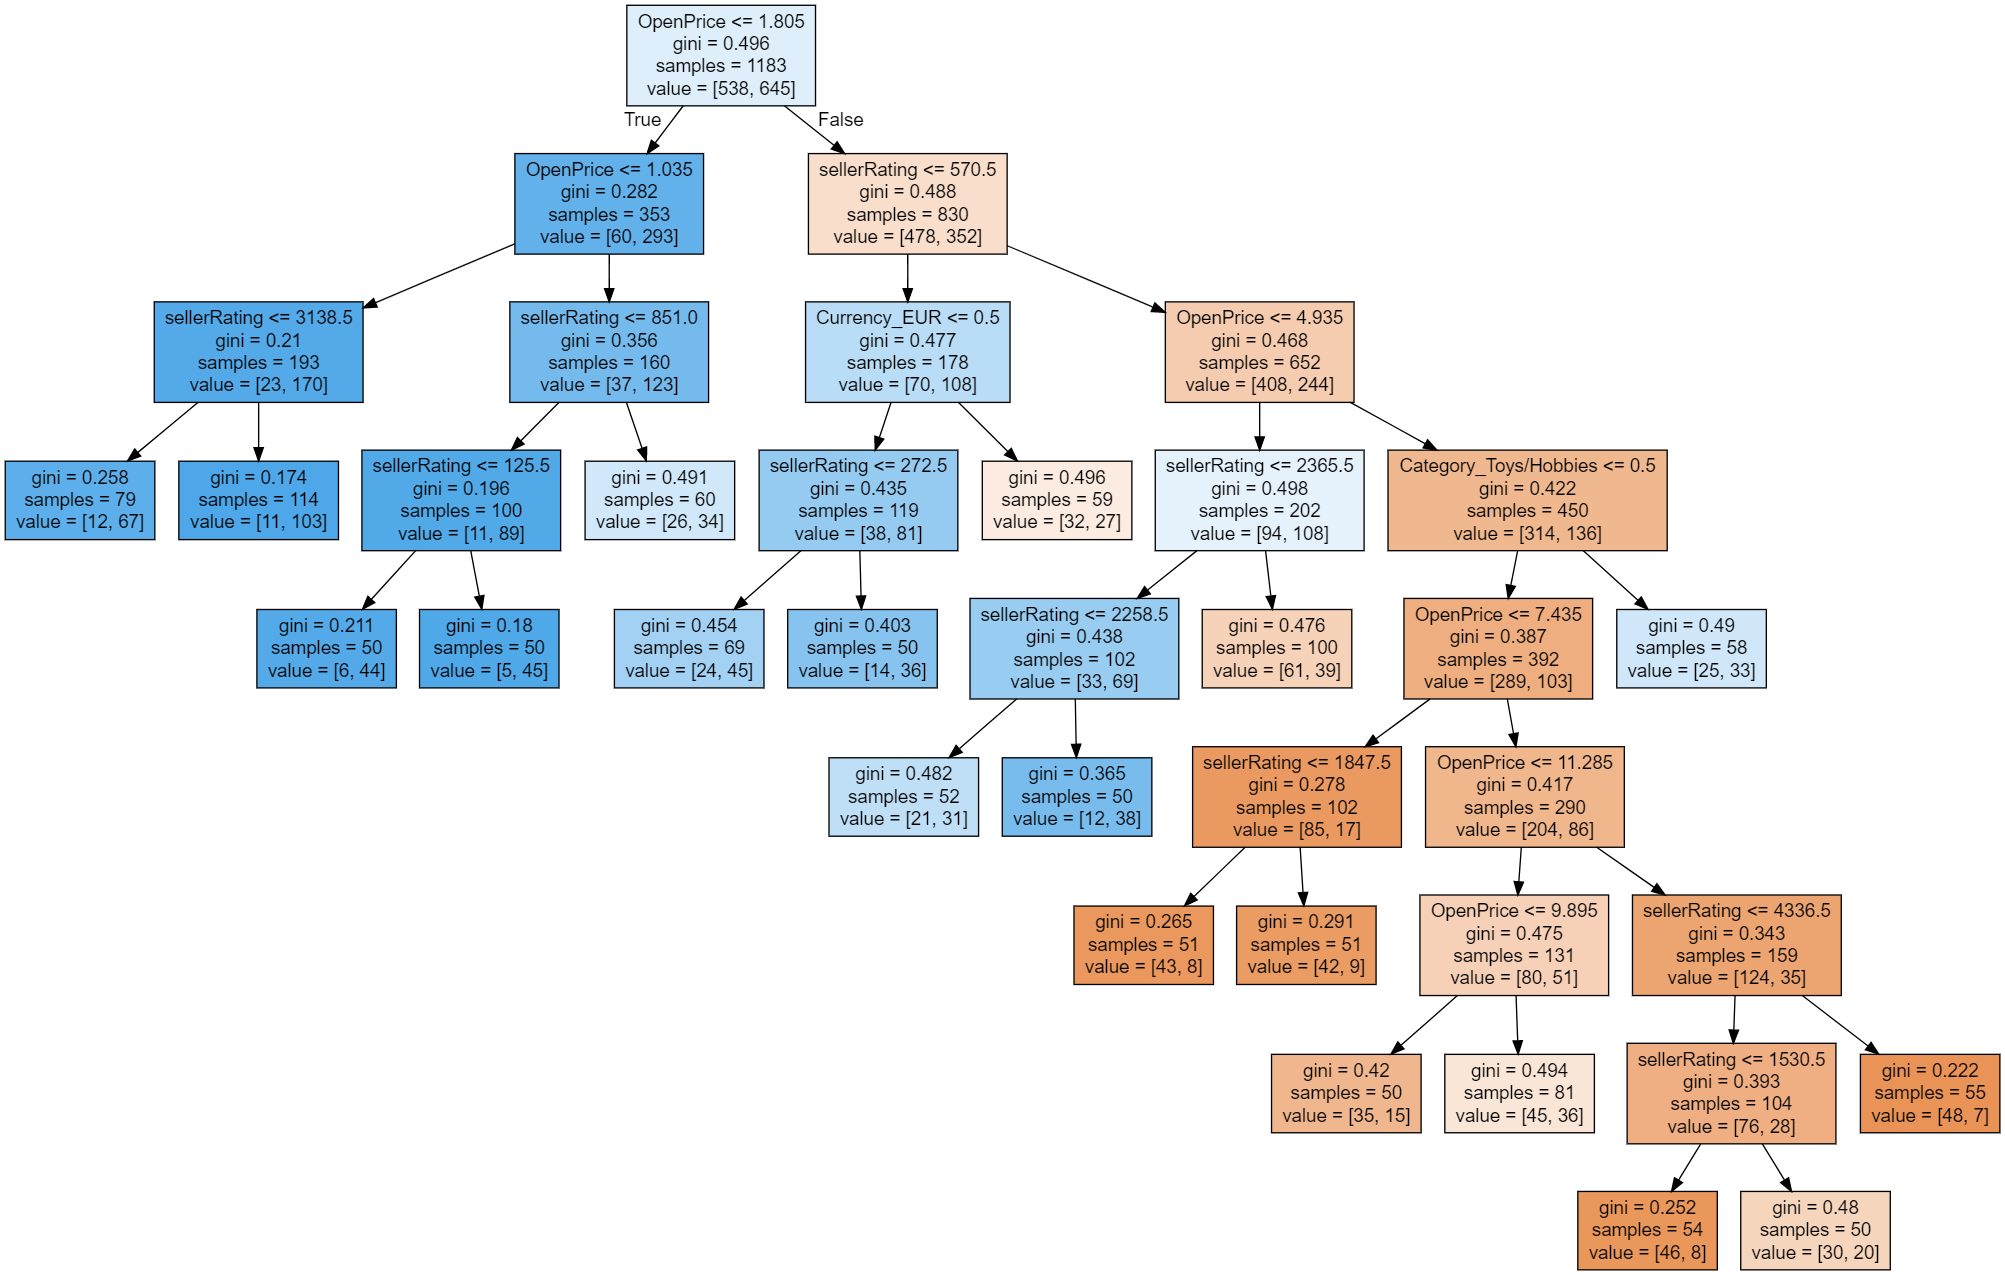 OpenPrice <= 1.805
gini = 0.496
samples = 1183
value = [538, 645]
True
False
OpenPrice <= 1.035
gini = 0.282
samples = 353
value = [60, 293]
sellerRating <= 570.5
gini = 0.488
samples = 830
value = [478, 352]
sellerRating <= 3138.5
gini = 0.21
samples = 193
value = [23, 170]
sellerRating <= 851.0
gini = 0.356
samples = 160
value = [37, 123]
Currency_EUR <= 0.5
gini = 0.477
samples = 178
value = [70, 108]
OpenPrice <= 4.935
gini = 0.468
samples = 652
value = [408, 244]
gini = 0.258
samples = 79
value = [12, 67]
gini = 0.174
samples = 114
value = [11, 103]
sellerRating <= 125.5
gini = 0.196
samples = 100
value = [11, 89]
gini = 0.491
samples = 60
value = [26, 34]
sellerRating <= 272.5
gini = 0.435
samples = 119
value = [38, 81]
gini = 0.496
samples = 59
value = [32, 27]
sellerRating <= 2365.5
gini = 0.498
samples = 202
value = [94, 108]
Category_Toys/Hobbies <= 0.5
gini = 0.422
samples = 450
value = [314, 136]
gini = 0.211
samples = 50
value = [6, 44]
gini = 0.18
samples = 50
value = [5, 45]
gini = 0.454
samples = 69
value = [24, 45]
gini = 0.403
samples = 50
value = [14, 36]
sellerRating <= 2258.5
gini = 0.438
samples = 102
value = [33, 69]
gini = 0.476
samples = 100
value = [61, 39]
OpenPrice <= 7.435
gini = 0.387
samples = 392
value = [289, 103]
gini = 0.49
samples = 58
value = [25, 33]
gini = 0.482
samples = 52
value = [21, 31]
gini = 0.365
samples = 50
value = [12, 38]
sellerRating <= 1847.5
gini = 0.278
samples = 102
value = [85, 17]
OpenPrice <= 11.285
gini = 0.417
samples = 290
value = [204, 86]
gini = 0.265
samples = 51
value = [43, 8]
gini = 0.291
samples = 51
value = [42, 9]
OpenPrice <= 9.895
gini = 0.475
samples = 131
value = [80, 51]
sellerRating <= 4336.5
gini = 0.343
samples = 159
value = [124, 35]
gini = 0.42
samples = 50
value = [35, 15]
gini = 0.494
samples = 81
value = [45, 36]
sellerRating <= 1530.5
gini = 0.393
samples = 104
value = [76, 28]
gini = 0.222
samples = 55
value = [48, 7]
gini = 0.252
samples = 54
value = [46, 8]
gini = 0.48
samples = 50
value = [30, 20]